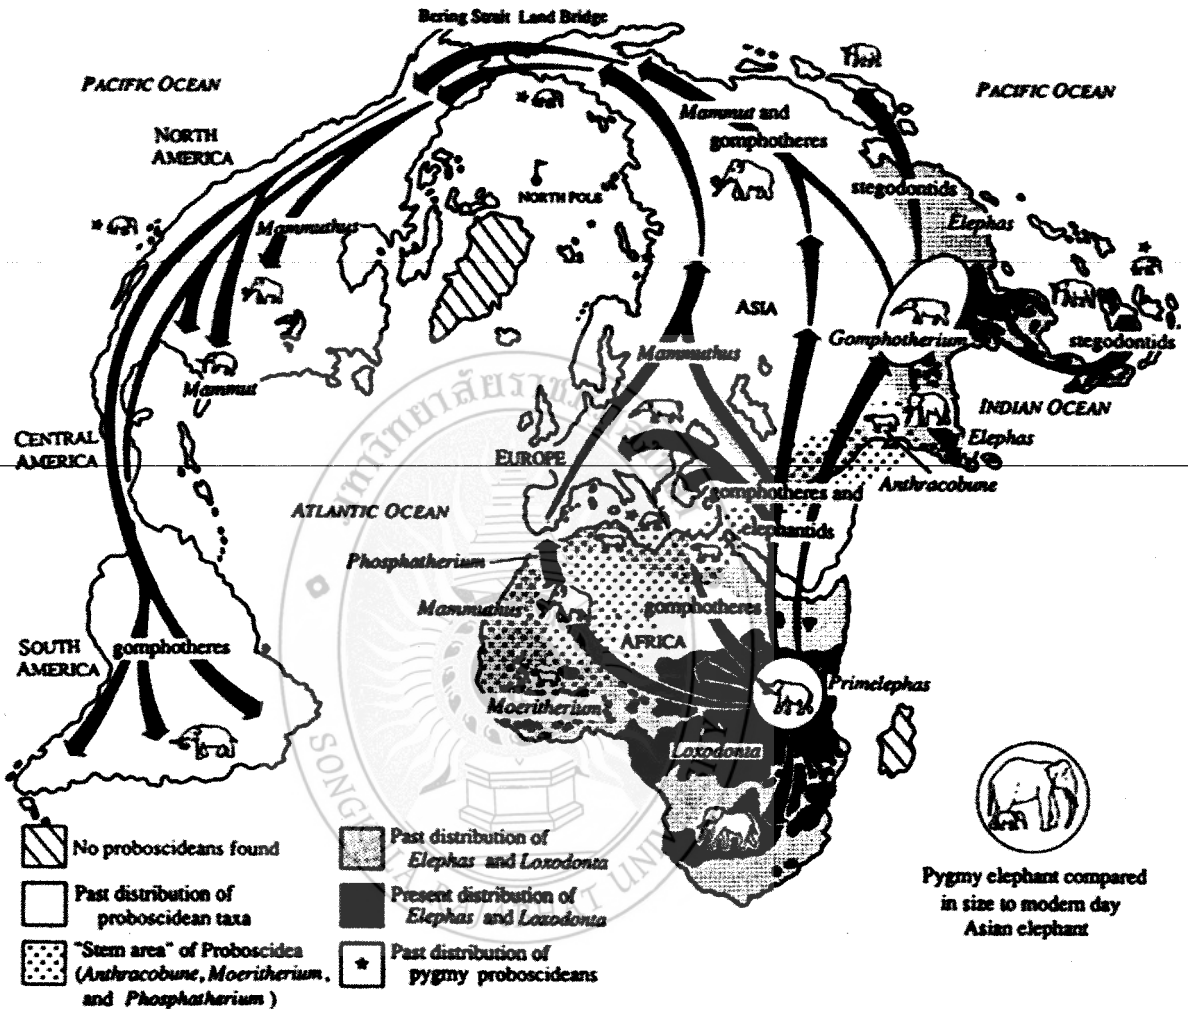 Bering Strait Land Bridge
PACIFIC OCEAN
PACIFIC OCEAN
NORTH
AMERICA
Mammut and
gomphotheres
NORTH POLE
stegodontids
Elephas
Mammuthus
ASIA
Gomphotherium
stegodontids
Mammuthus
Mammut
INDIAN OCEAN
Elephas
CENTRAL
AMERICA
EUROPE
Anthracobune
gomphotheres and
elephantids
ATLANTIC OCEAN
Phosphatherium
Mammuthus
gomphotheres
AFRICA
SOUTH
AMERICA
gomphotheres
Primelephas
Moeritherium
Loxodonta
No proboscideans found
Past distribution of
proboscidean taxa
"Stem area" of Proboscidea
(Anthracobune, Moeritherium,
and Phosphatherium )
Past distribution of
Elephas and Loxodonta
Present distribution of
Elephas and Loxodonta
Past distribution of
pygmy proboscideans
Pygmy elephant compared
in size to modern day
Asian elephant